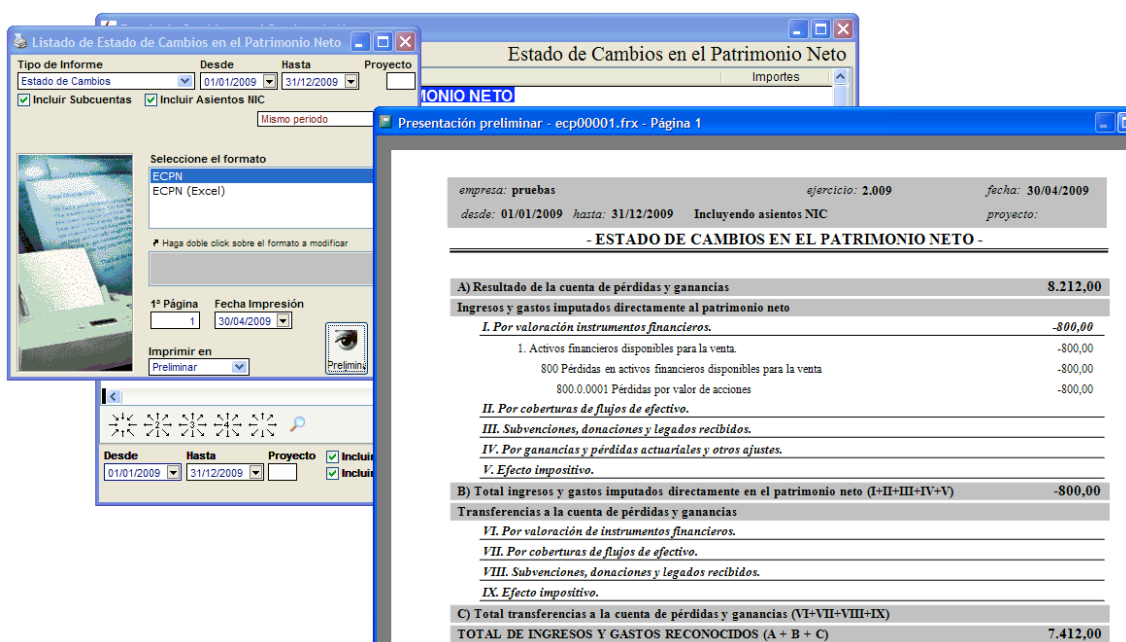 Listado de Estado de Cambios en el Patrimonio Neto
Tipo de Informe Desde Hasta Proyecto
Estado de Cambios 01/01/2009 31/12/2009
Incluir Subcuentas Incluir Asientos NIC
Mismo periodo
Seleccione el formato
ECPN
ECPN (Excel)
Haga doble click sobre el formato a modificar
1ª Página Fecha Impresión
1 30/04/2009
Imprimir en
Preliminar
Prelimina
Estado de Cambios en el Patrimonio Neto
Importes
MONIO NETO
2 3 4
Desde Hasta Proyecto Incluir
01/01/2009 31/12/2009 Incluir
Presentación preliminar - ecp00001.frx - Página 1
empresa: pruebas ejercicio: 2.009 fecha: 30/04/2009
desde: 01/01/2009 hasta: 31/12/2009 Incluyendo asientos NIC proyecto:
- ESTADO DE CAMBIOS EN EL PATRIMONIO NETO -
A) Resultado de la cuenta de pérdidas y ganancias 8.212,00
Ingresos y gastos imputados directamente al patrimonio neto
I. Por valoración instrumentos financieros. -800,00
1. Activos financieros disponibles para la venta. -800,00
800 Pérdidas en activos financieros disponibles para la venta -800,00
800.0.0001 Pérdidas por valor de acciones -800,00
II. Por coberturas de flujos de efectivo.
III. Subvenciones, donaciones y legados recibidos.
IV. Por ganancias y pérdidas actuariales y otros ajustes.
V. Efecto impositivo.
B) Total ingresos y gastos imputados directamente en el patrimonio neto (I+II+III+IV+V) -800,00
Transferencias a la cuenta de pérdidas y ganancias
VI. Por valoración de instrumentos financieros.
VII. Por coberturas de flujos de efectivo.
VIII. Subvenciones, donaciones y legados recibidos.
IX. Efecto impositivo.
C) Total transferencias a la cuenta de pérdidas y ganancias (VI+VII+VIII+IX)
TOTAL DE INGRESOS Y GASTOS RECONOCIDOS (A + B + C) 7.412,00